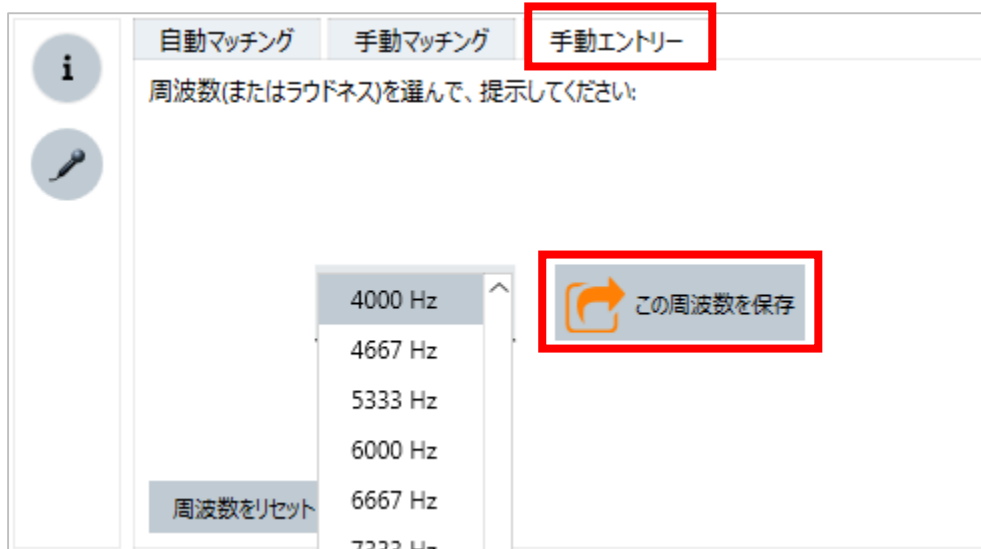 自動マッチング
手動マッチング
手動エントリー
i
周波数(またはラウドネス)を選んで、提示してください:
4000 Hz
この周波数を保存
4667 Hz
5333 Hz
6000 Hz
6667 Hz
周波数をリセット
7333 Hz